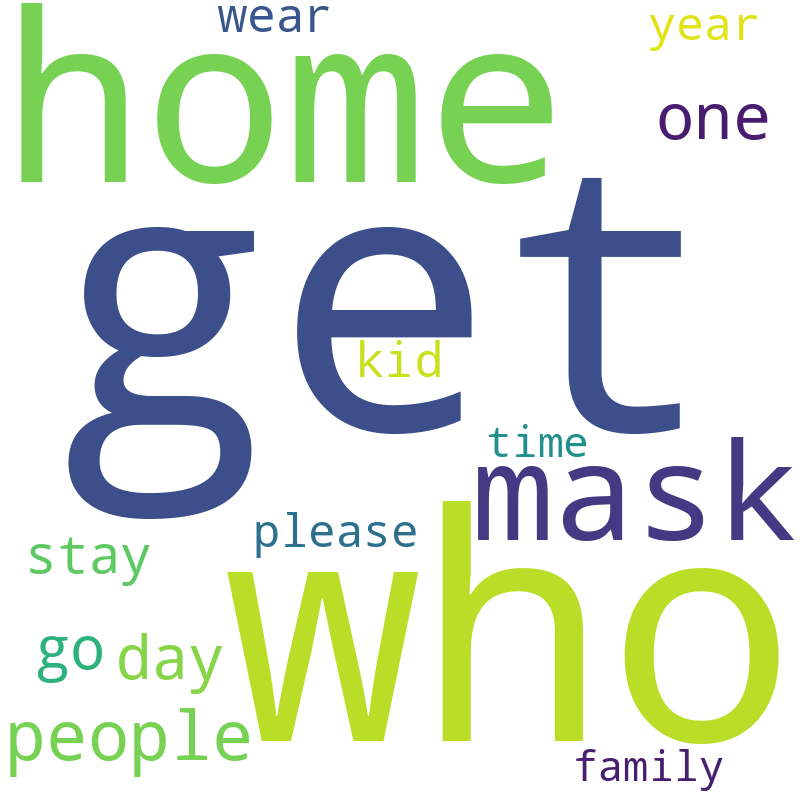 wear
year
home
one
get
kid
time
mask
please
stay
who
go
day
people
family